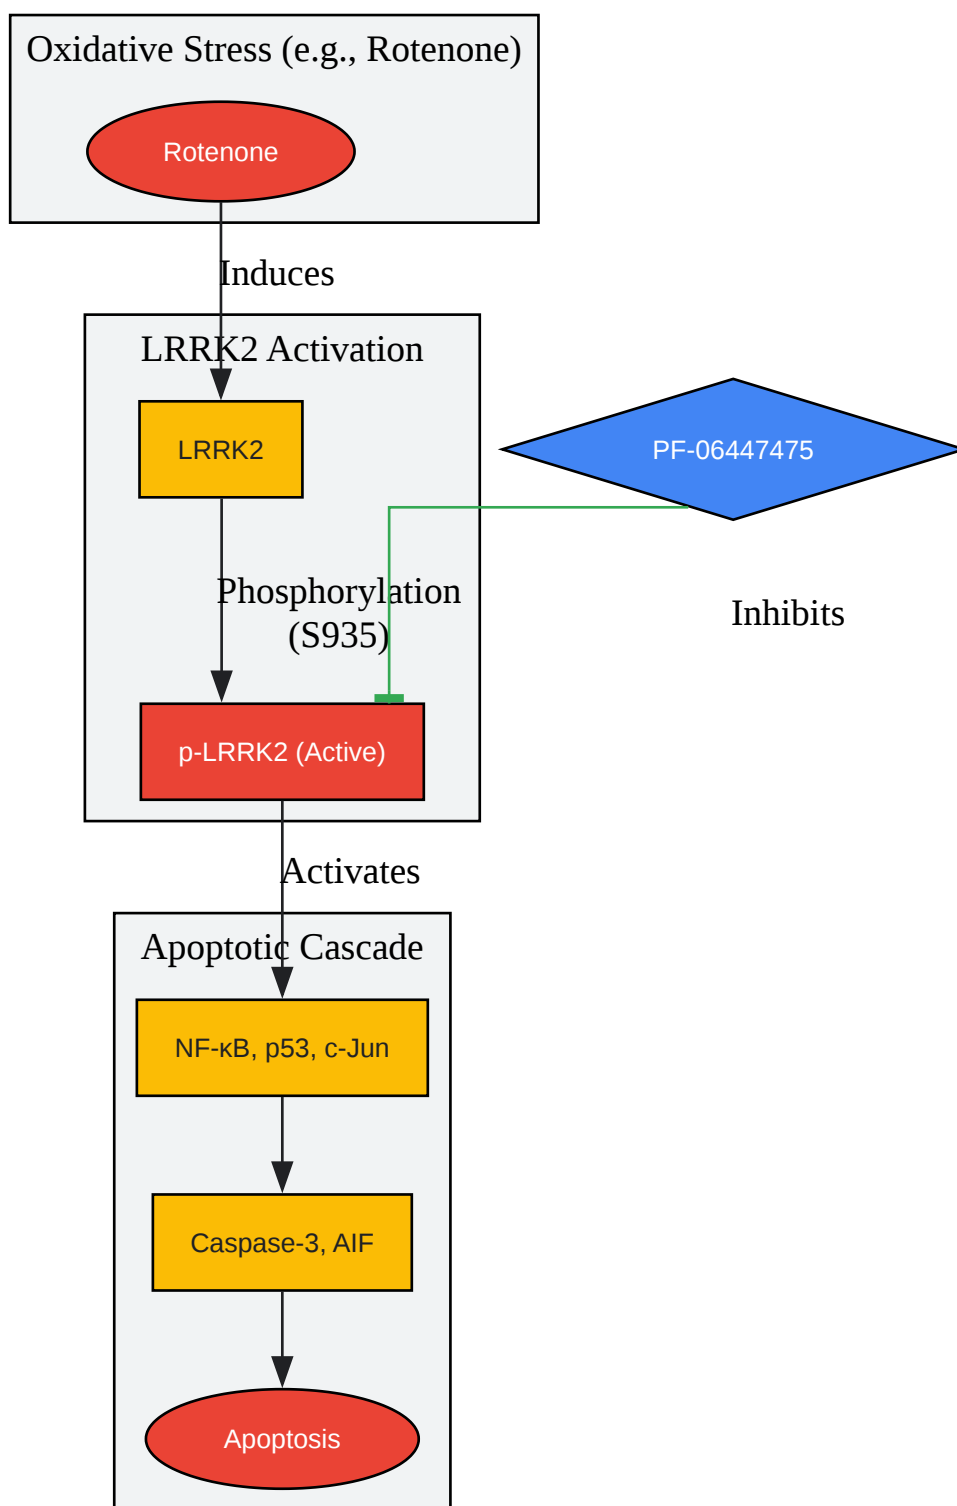 Oxidative Stress (e.g., Rotenone)
Rotenone
Induces
LRRK2 Activation
LRRK2
PF-06447475
Phosphorylation
(S935)
Inhibits
p-LRRK2 (Active)
Activates
Apoptotic Cascade
NF-κB, p53, c-Jun
Caspase-3, AIF
Apoptosis